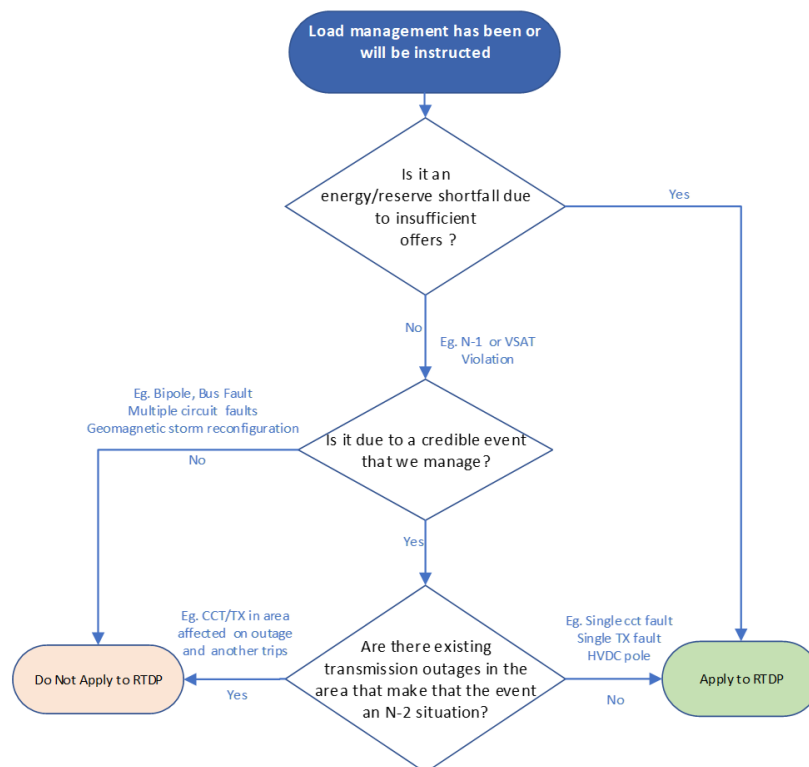 Load management has been or
will be instructed
Is it an
energy/reserve shortfall due
to insufficient
offers ?
Yes
No
Eg. N-1 or VSAT
Violation
Eg. Bipole, Bus Fault
Multiple circuit faults
Geomagnetic storm reconfiguration
No
Is it due to a credible event
that we manage?
Yes
Eg. CCT/TX in area
affected on outage
and another trips
Yes
Are there existing
transmission outages in the
area that make that the event
an N-2 situation?
Eg. Single cct fault
Single TX fault
HVDC pole
No
Do Not Apply to RTDP
Apply to RTDP